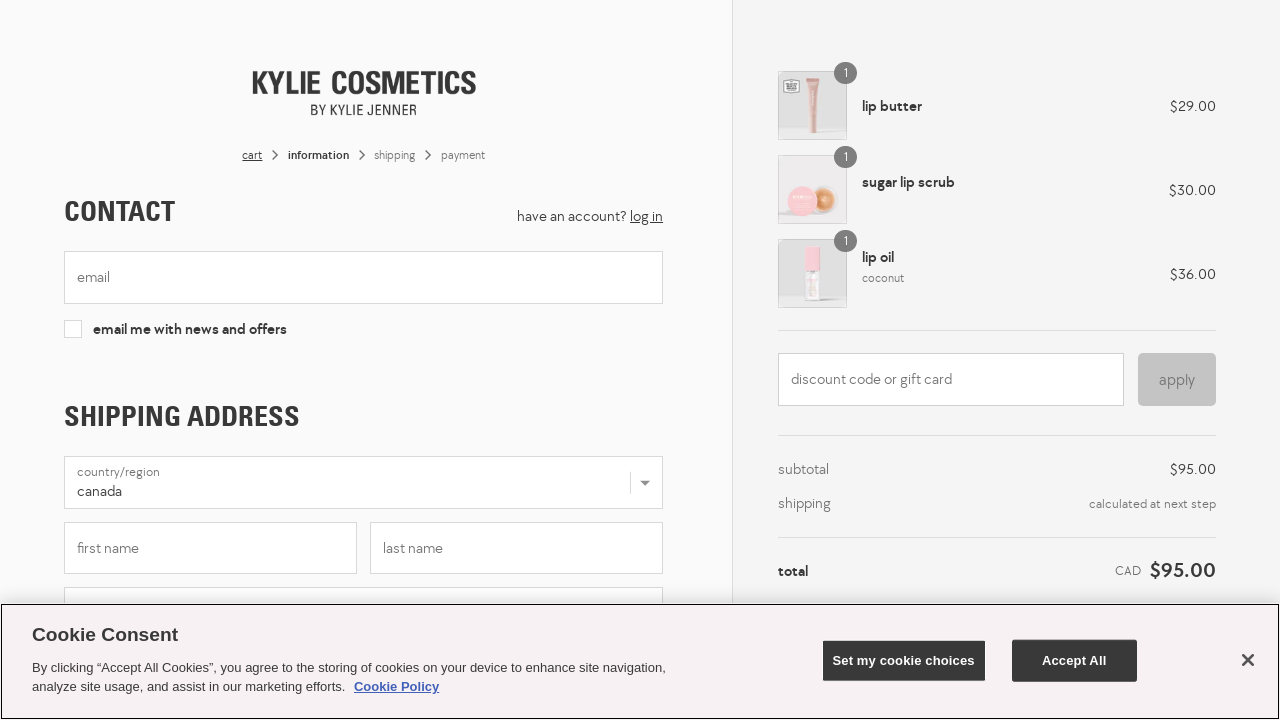 KYLIE COSMETICS
BY KYLIE JENNER
cart
information
shipping
payment
CONTACT
have an account? log in
email
email me with news and offers
SHIPPING ADDRESS
country/region
canada
first name
last name
1
lip butter
$29.00
1
sugar lip scrub
$30.00
1
lip oil
coconut
$36.00
discount code or gift card
apply
subtotal
$95.00
shipping
calculated at next step
total
CAD $95.00
Cookie Consent
By clicking “Accept All Cookies”, you agree to the storing of cookies on your device to enhance site navigation,
analyze site usage, and assist in our marketing efforts. Cookie Policy
Set my cookie choices
Accept All